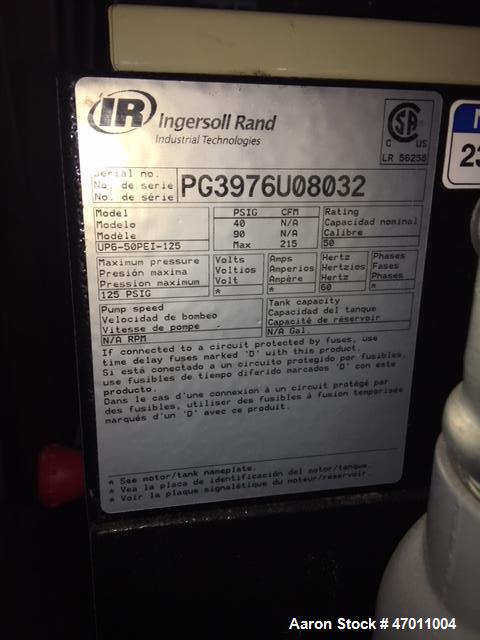 IR Ingersoll Rand
Industrial Technologies
CSA
C US
LR 56258
N
23
Serial no.
No. de serie
No. de série
PG3976U08032
Model
Modelo
Modèle
UP6-50PEI-125
PSIG CFM
40 N/A
90 N/A
Max 215
Rating
Capacidad nominal
Calibre
50
Maximum pressure
Presión máxima
Pression maximum
125 PSIG
Volts
Voltios
Volt
*
Amps
Amperios
Ampère
*
Hertz
Hertzios
Hertz
60
Phases
Fases
Phases
*
Pump speed
Velocidad de bombeo
Vitesse de pompe
N/A RPM
Tank capacity
Capacidad del tanque
Capacité de réservoir
N/A Gal.
If connected to a circuit protected by fuses, use
time delay fuses marked 'D' with this product.
Si está conectado a un circuito protegido por fusibles,
use fusibles de tiempo diferido marcados 'D' con este
producto.
Dans le cas d'une connexion à un circuit protégé par
des fusibles, utiliser des fusibles à fusion temporisée
marqués d'un 'D' avec ce produit.
* See motor/tank nameplate.
* Vea la placa de identificación del motor/tanque.
* Voir la plaque signalétique du moteur/réservoir.
Aaron Stock # 47011004